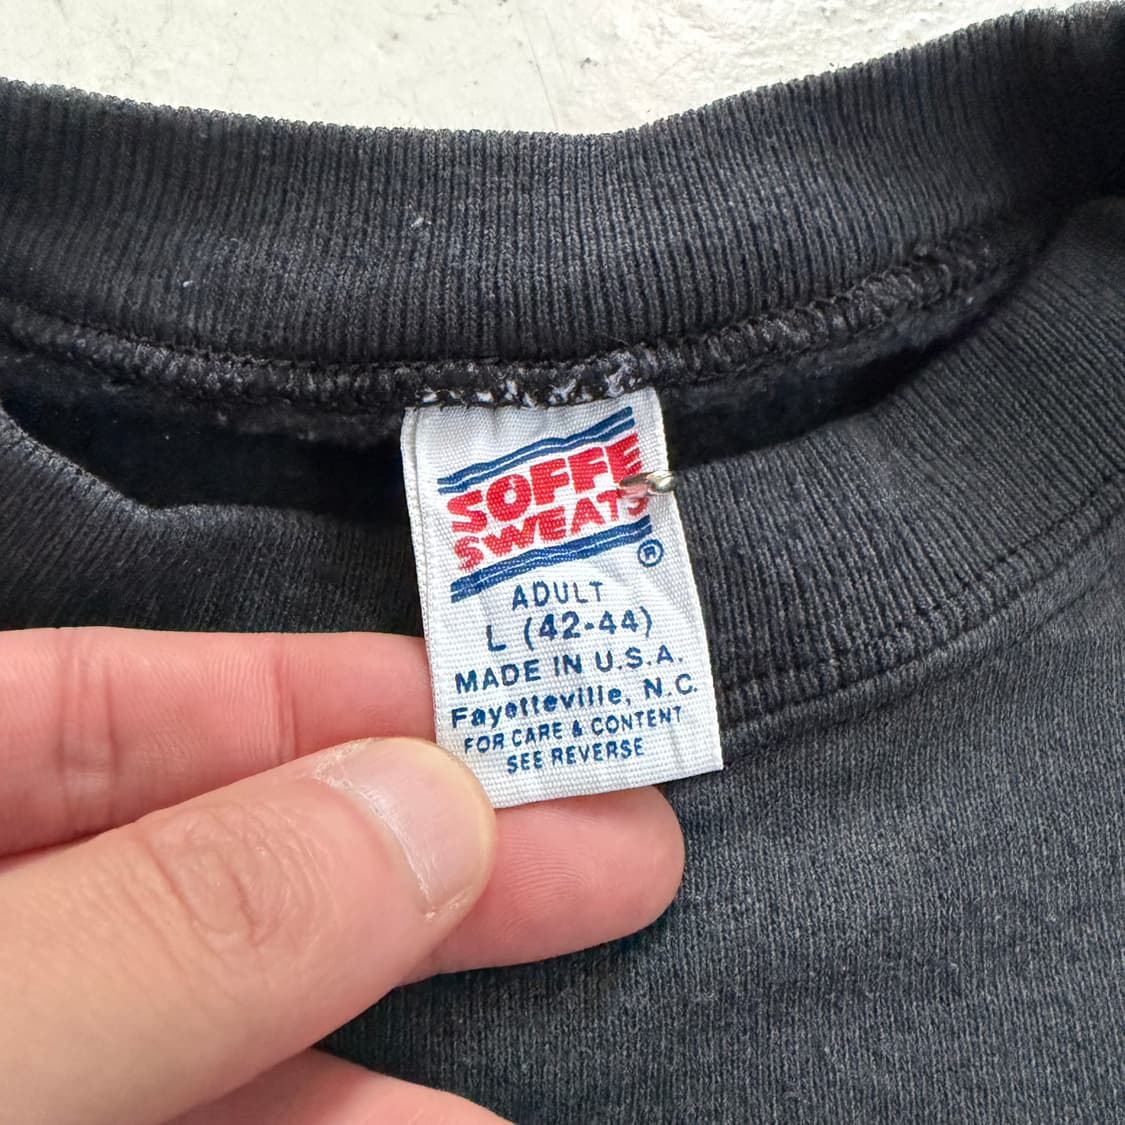 SOFFE
SWEATS
®
ADULT
L (42-44)
MADE IN U.S.A.
Fayetteville, N.C.
FOR CARE & CONTENT
SEE REVERSE